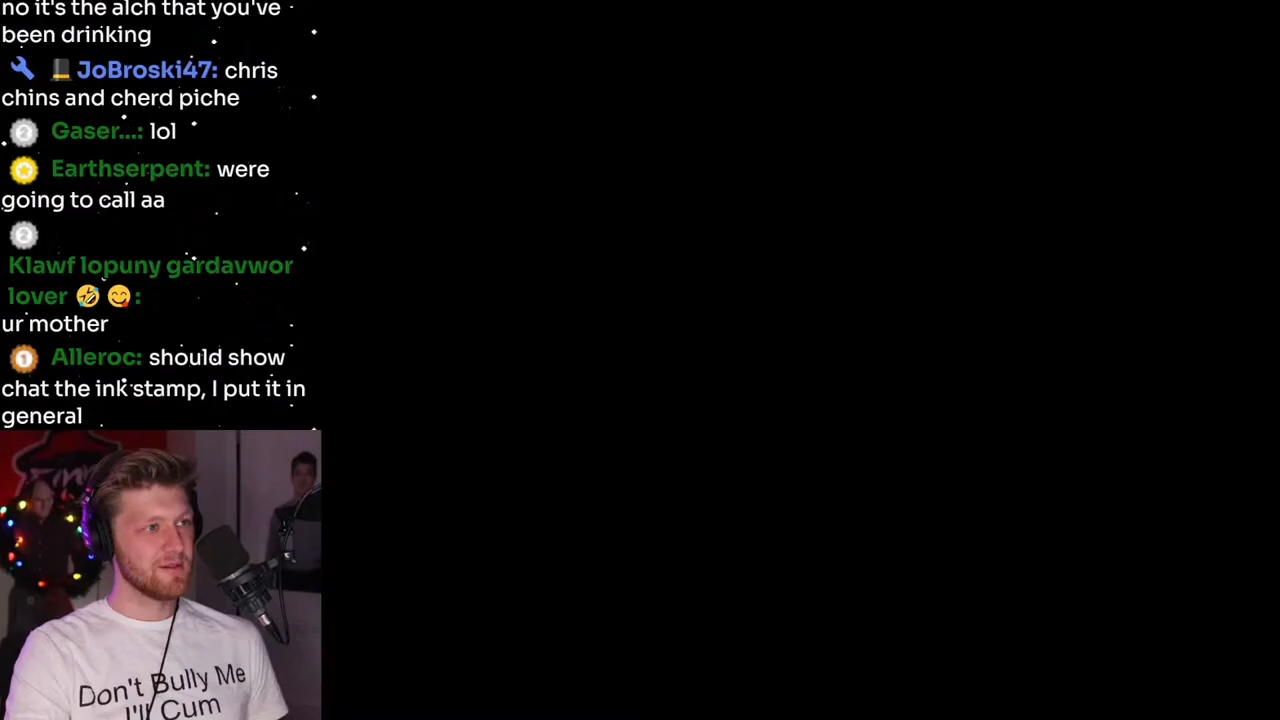 no it's the alch that you've
been drinking
JoBroski47: chris
chins and cherd piche
Gaser...: lol
Earthserpent: were
going to call aa
Klawf lopuny gardavwor
lover 🤣 😋 :
ur mother
Alleroc: should show
chat the ink stamp, I put it in
general
Don't Bully Me
I'll Cum